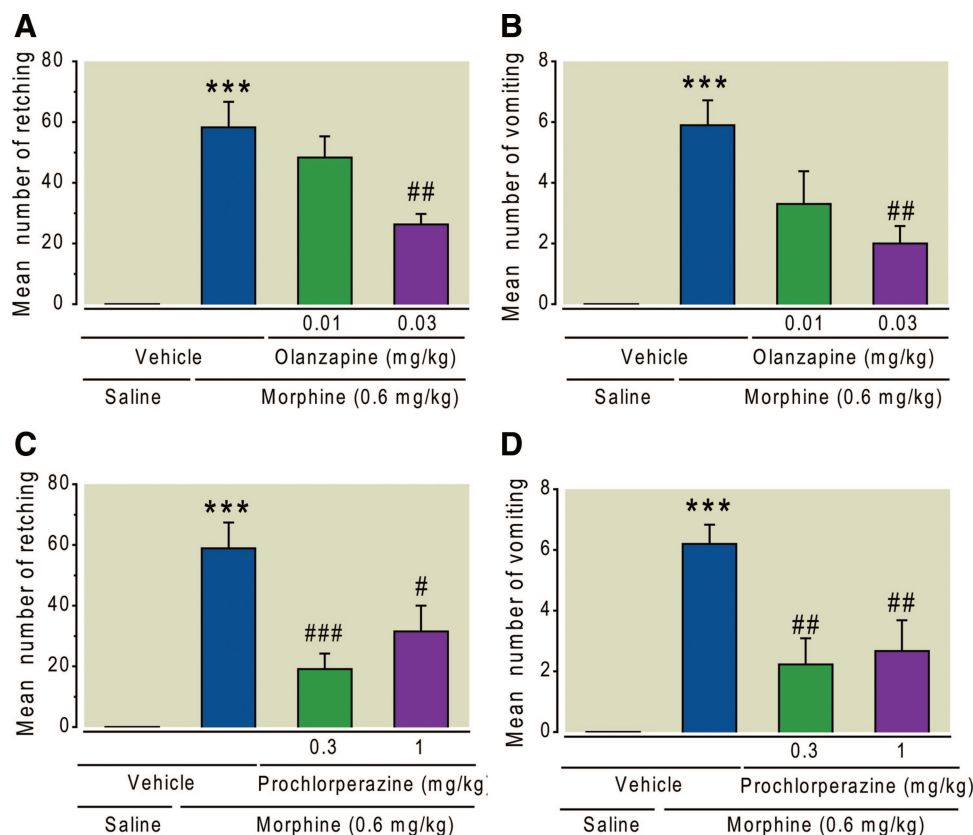 A
Mean number of retching
80
60
40
20
0
***
##
0.01 0.03
Vehicle Olanzapine (mg/kg)
Saline Morphine (0.6 mg/kg)
B
Mean number of vomiting
8
6
4
2
0
***
##
0.01 0.03
Vehicle Olanzapine (mg/kg)
Saline Morphine (0.6 mg/kg)
C
Mean number of retching
80
60
40
20
0
***
###
#
0.3 1
Vehicle Prochlorperazine (mg/kg)
Saline Morphine (0.6 mg/kg)
D
Mean number of vomiting
8
6
4
2
0
***
##
##
0.3 1
Vehicle Prochlorperazine (mg/kg)
Saline Morphine (0.6 mg/kg)